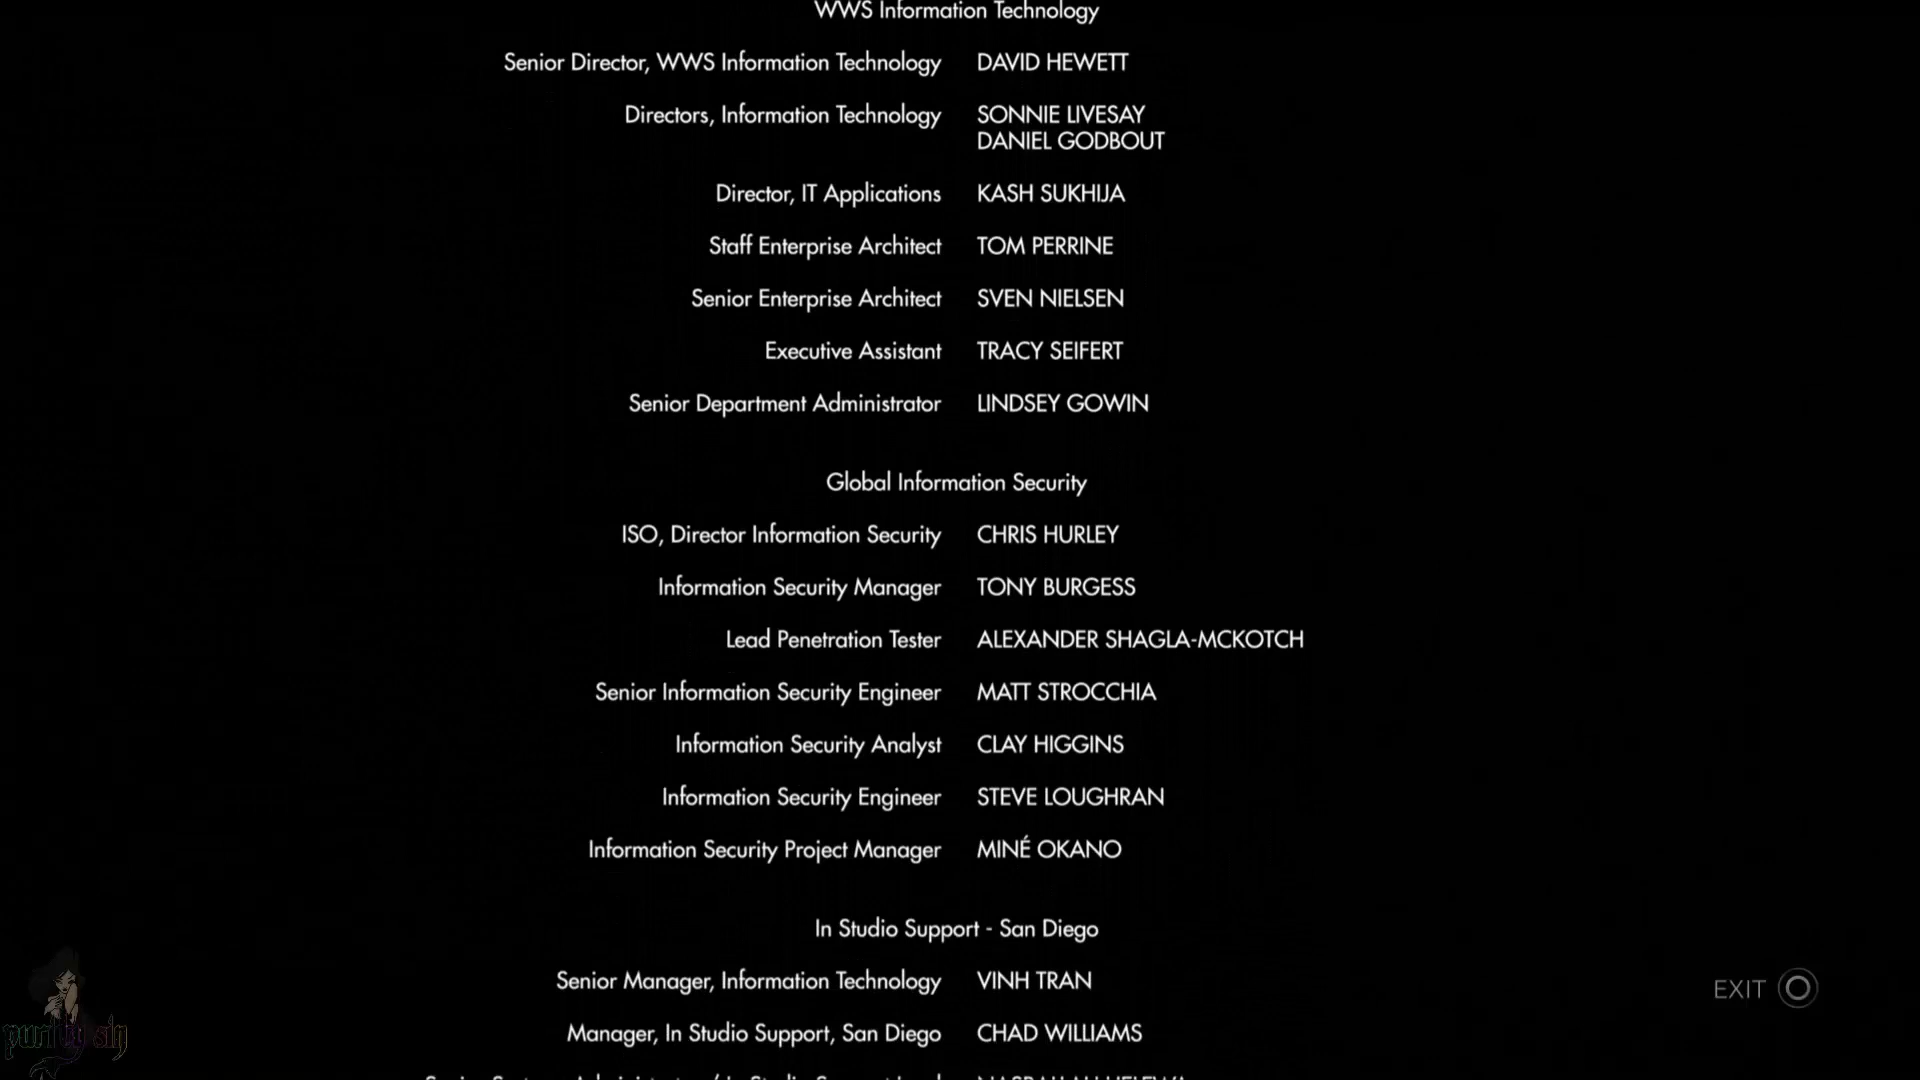 WWS Information Technology
Senior Director, WWS Information Technology DAVID HEWETT
Directors, Information Technology SONNIE LIVESAY
DANIEL GODBOUT
Director, IT Applications KASH SUKHIJA
Staff Enterprise Architect TOM PERRINE
Senior Enterprise Architect SVEN NIELSEN
Executive Assistant TRACY SEIFERT
Senior Department Administrator LINDSEY GOWIN
Global Information Security
ISO, Director Information Security CHRIS HURLEY
Information Security Manager TONY BURGESS
Lead Penetration Tester ALEXANDER SHAGLA-MCKOTCH
Senior Information Security Engineer MATT STROCCHIA
Information Security Analyst CLAY HIGGINS
Information Security Engineer STEVE LOUGHRAN
Information Security Project Manager MINÉ OKANO
In Studio Support - San Diego
Senior Manager, Information Technology VINH TRAN
EXIT
Manager, In Studio Support, San Diego CHAD WILLIAMS